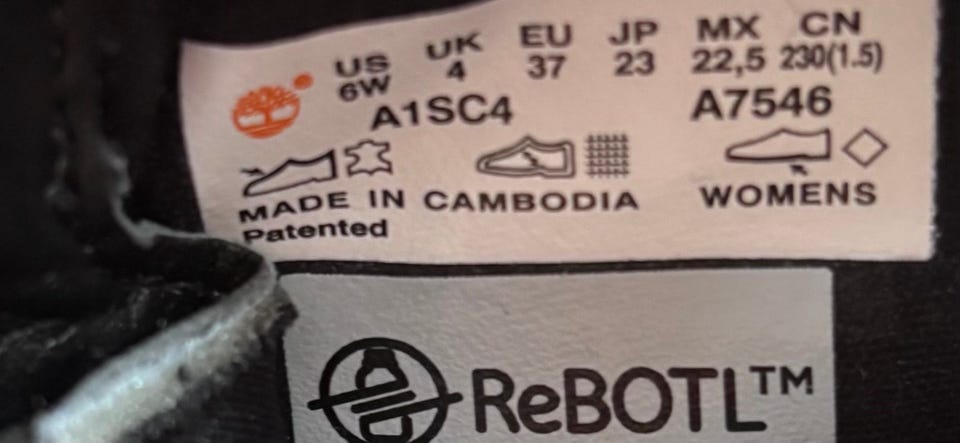 US UK EU JP MX CN
6W 4 37 23 22,5 230(1.5)
A1SC4 A7546
MADE IN CAMBODIA WOMENS
Patented
ReBOTL™